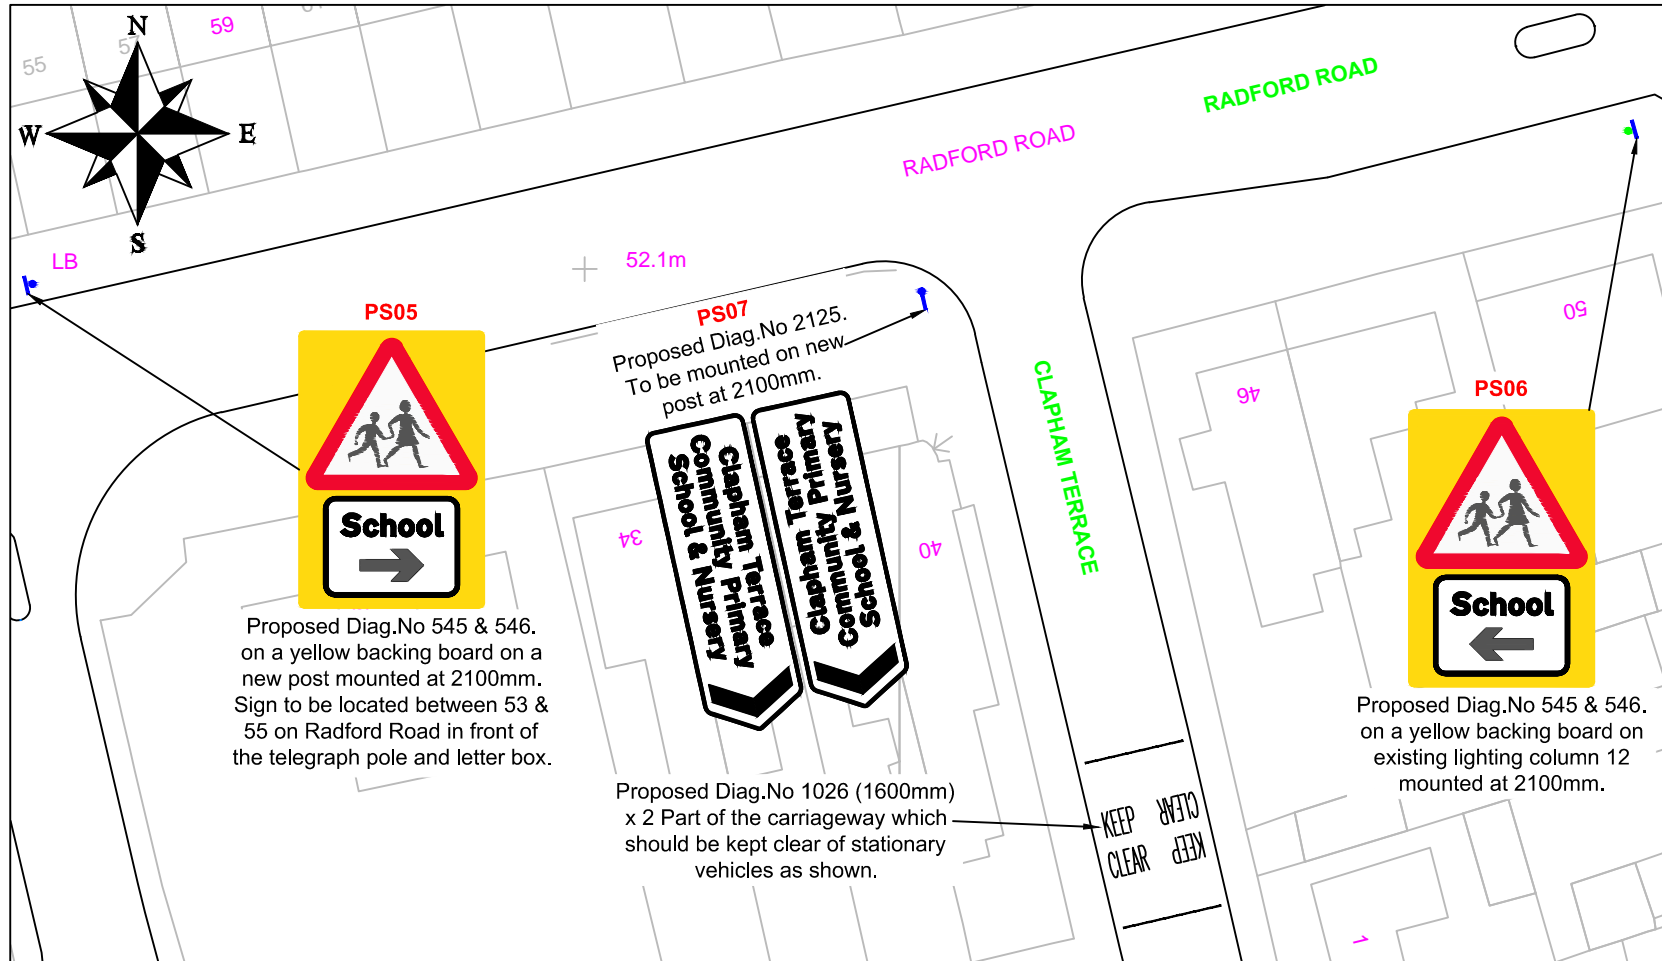 N
W
E
S
55
57
59
61
RADFORD ROAD
RADFORD ROAD
LB
52.1m
PS05
School
Proposed Diag.No 545 & 546.
on a yellow backing board on a
new post mounted at 2100mm.
Sign to be located between 53 &
55 on Radford Road in front of
the telegraph pole and letter box.
PS07
Proposed Diag.No 2125.
To be mounted on new
post at 2100mm.
Clapham Terrace
Community Primary
School & Nursery
Clapham Terrace
Community Primary
School & Nursery
34
40
CLAPHAM TERRACE
46
50
PS06
School
Proposed Diag.No 545 & 546.
on a yellow backing board on
existing lighting column 12
mounted at 2100mm.
Proposed Diag.No 1026 (1600mm)
x 2 Part of the carriageway which
should be kept clear of stationary
vehicles as shown.
KEEP
CLEAR
KEEP
CLEAR
1